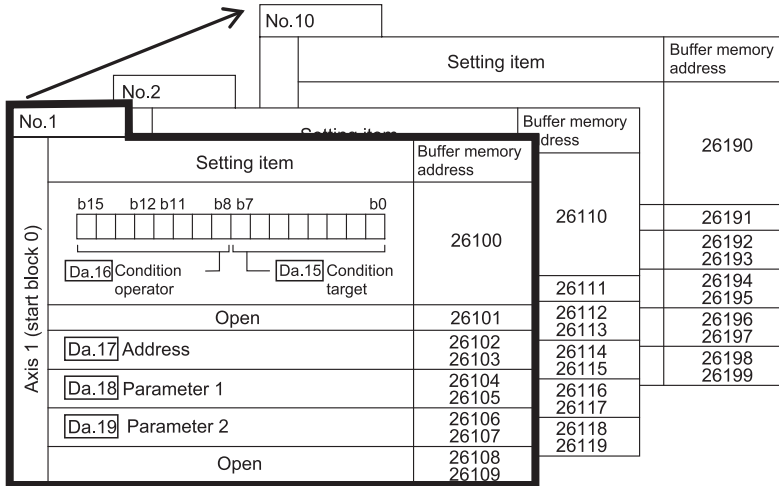 No.10
Setting item
Buffer memory address
26190
26191
26192
26193
26194
26195
26196
26197
26198
26199
No.2
Setting item
Buffer memory
dress
26110
26111
26112
26113
26114
26115
26116
26117
26118
26119
No.1
Axis 1 (start block 0)
Setting item
Buffer memory
address
b15 b12 b11 b8 b7 b0
Da.16 Condition
operator
Da.15 Condition
target
26100
Open
26101
Da.17 Address
26102
26103
Da.18 Parameter 1
26104
26105
Da.19 Parameter 2
26106
26107
Open
26108
26109